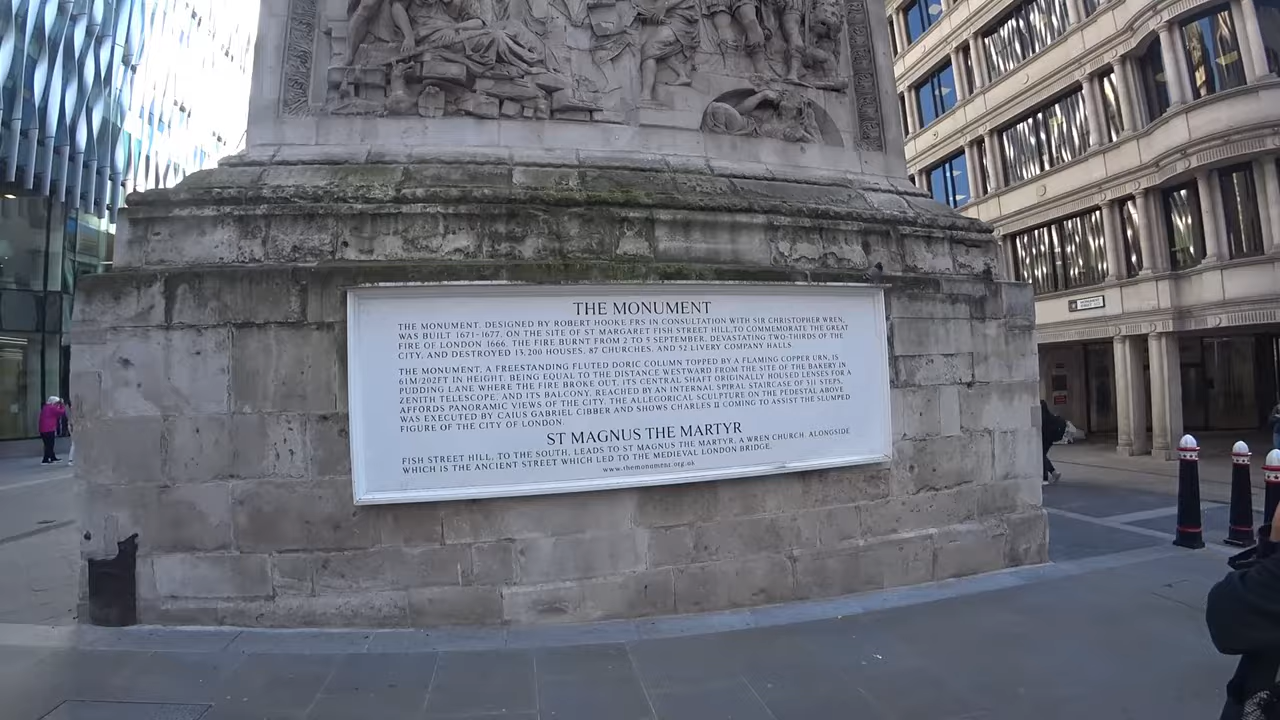 THE MONUMENT
THE MONUMENT, DESIGNED BY ROBERT HOOKE FRS IN CONSULTATION WITH SIR CHRISTOPHER WREN,
WAS BUILT 1671-1677, ON THE SITE OF ST MARGARET FISH STREET HILL, TO COMMEMORATE THE GREAT
FIRE OF LONDON 1666. THE FIRE BURNT FROM 2 TO 5 SEPTEMBER, DEVASTATING TWO-THIRDS OF THE
CITY, AND DESTROYED 13,200 HOUSES, 87 CHURCHES, AND 52 LIVERY COMPANY HALLS.
THE MONUMENT, A FREESTANDING FLUTED DORIC COLUMN TOPPED BY A FLAMING COPPER URN, IS
61M/202FT IN HEIGHT, BEING EQUAL TO THE DISTANCE WESTWARD FROM THE SITE OF THE BAKERY IN
PUDDING LANE WHERE THE FIRE BROKE OUT. ITS CENTRAL SHAFT ORIGINALLY HOUSED LENSES FOR A
ZENITH TELESCOPE, AND ITS BALCONY, REACHED BY AN INTERNAL SPIRAL STAIRCASE OF 311 STEPS,
AFFORDS PANORAMIC VIEWS OF THE CITY. THE ALLEGORICAL SCULPTURE ON THE PEDESTAL ABOVE
WAS EXECUTED BY CAIUS GABRIEL CIBBER AND SHOWS CHARLES II COMING TO ASSIST THE SLUMPED
FIGURE OF THE CITY OF LONDON.
ST MAGNUS THE MARTYR
FISH STREET HILL, TO THE SOUTH, LEADS TO ST MAGNUS THE MARTYR, A WREN CHURCH, ALONGSIDE
WHICH IS THE ANCIENT STREET WHICH LED TO THE MEDIEVAL LONDON BRIDGE.
www.themonument.org.uk